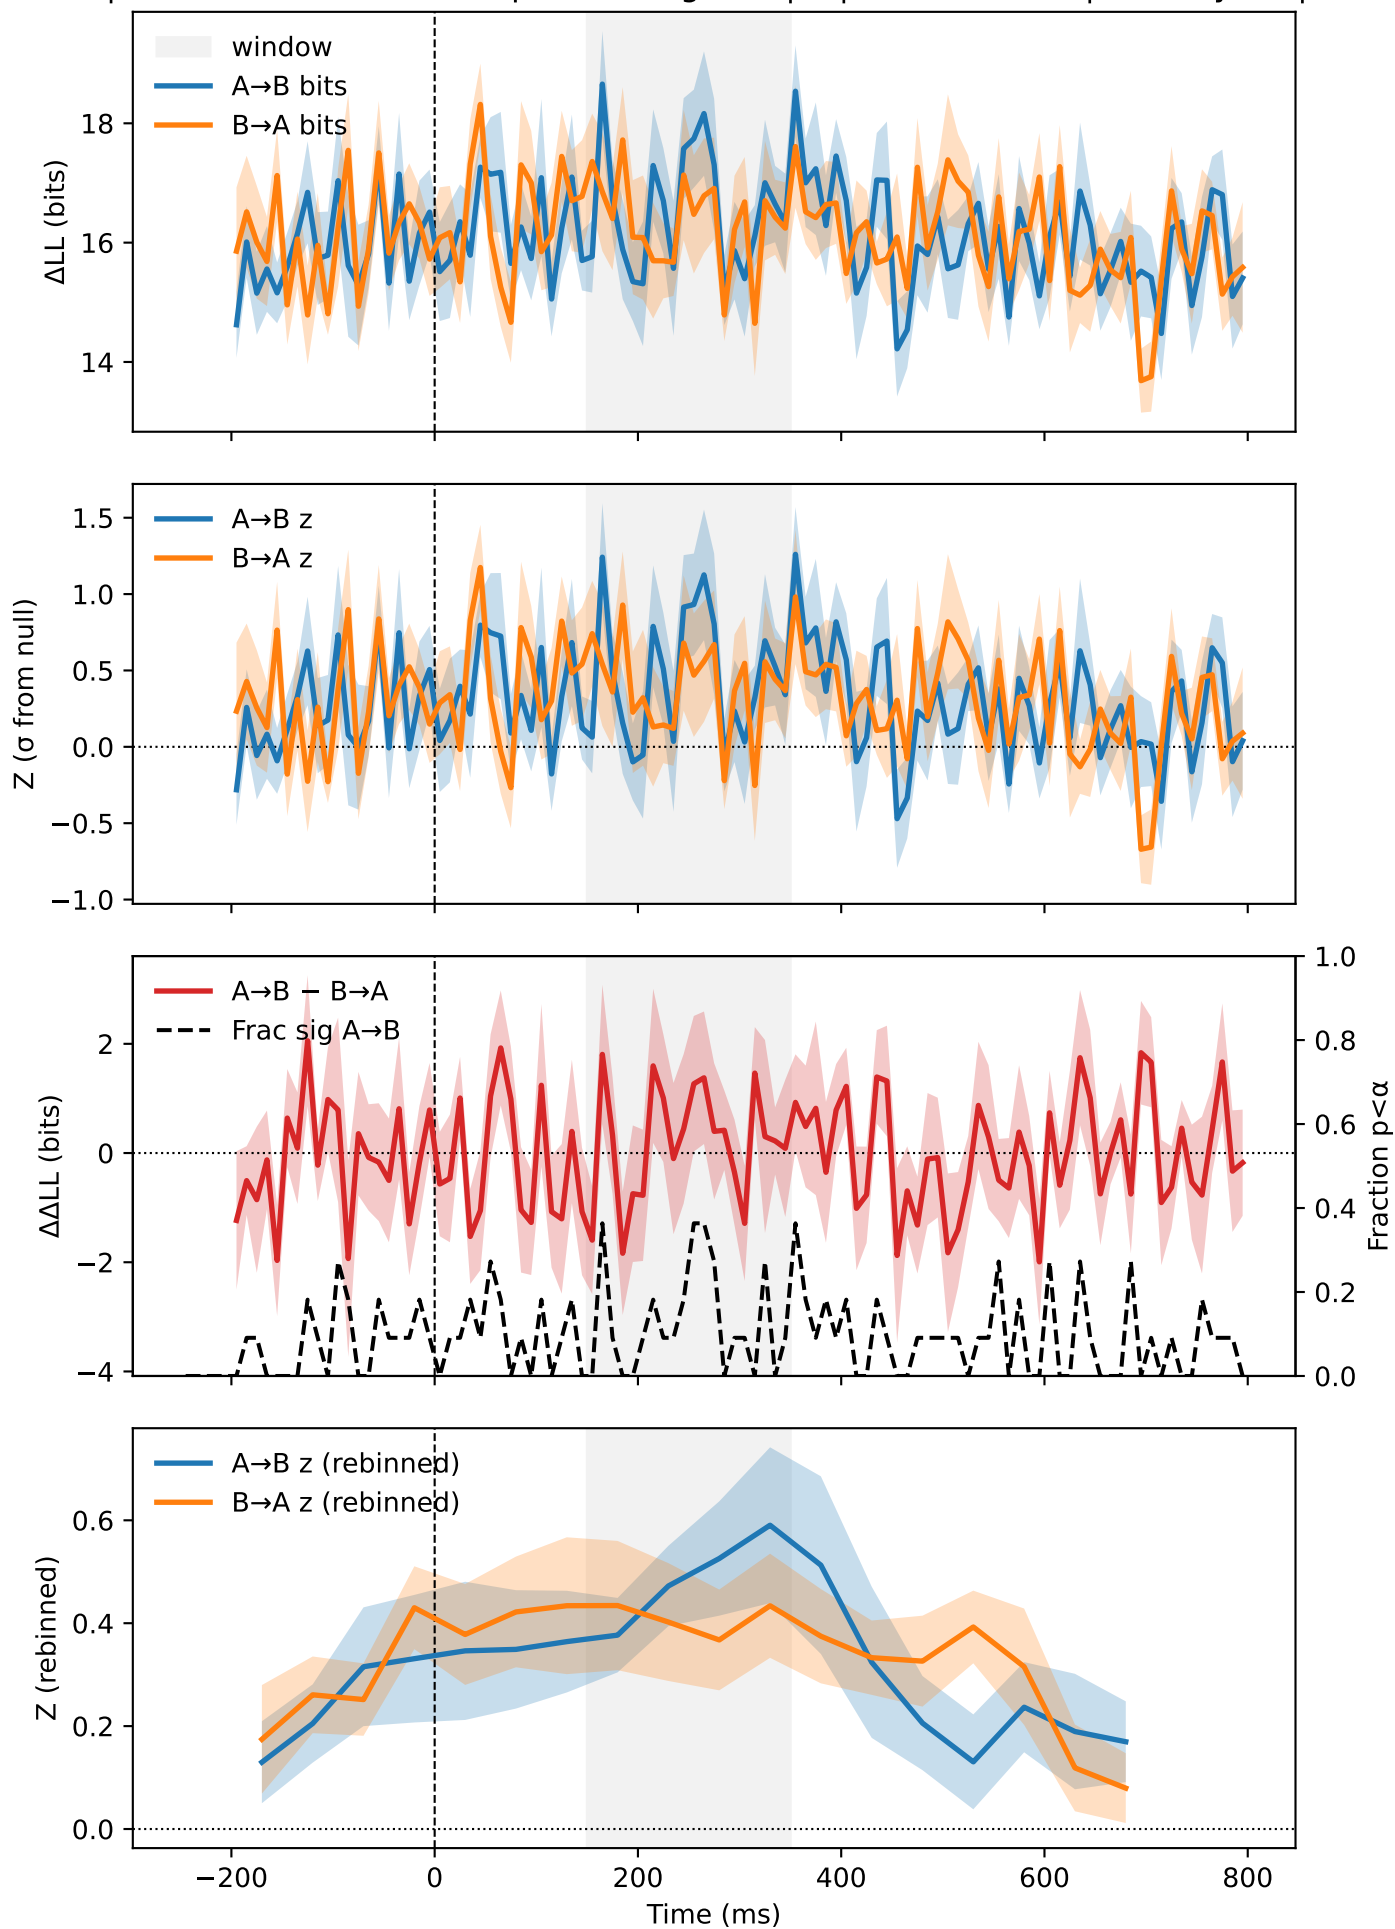 window
A→B bits
B→A bits
ΔLL (bits)
18
16
14
A→B z
B→A z
Z (σ from null)
1.5
1.0
0.5
0.0
−0.5
−1.0
A→B − B→A
Frac sig A→B
ΔΔLL (bits)
2
0
−2
−4
1.0
0.8
0.6
0.4
0.2
0.0
Fraction p<α
A→B z (rebinned)
B→A z (rebinned)
Z (rebinned)
0.6
0.4
0.2
0.0
−200
0
200
400
600
800
Time (ms)